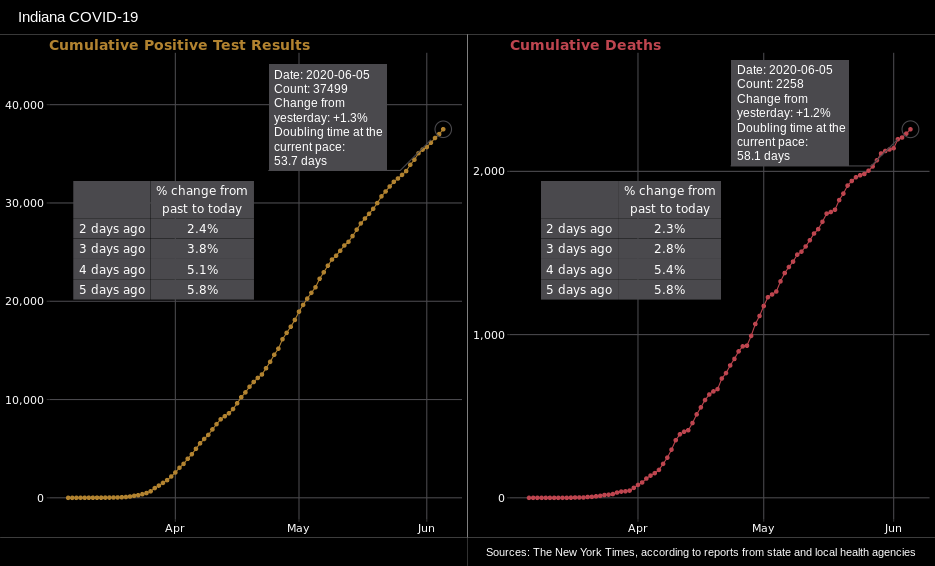 Indiana COVID-19
Cumulative Positive Test Results
Date: 2020-06-05
Count: 37499
Change from
yesterday: +1.3%
Doubling time at the
current pace:
53.7 days
40,000
30,000
20,000
10,000
0
% change from
past to today
2 days ago 2.4%
3 days ago 3.8%
4 days ago 5.1%
5 days ago 5.8%
Apr May Jun
Cumulative Deaths
Date: 2020-06-05
Count: 2258
Change from
yesterday: +1.2%
Doubling time at the
current pace:
58.1 days
2,000
1,000
0
% change from
past to today
2 days ago 2.3%
3 days ago 2.8%
4 days ago 5.4%
5 days ago 5.8%
Apr May Jun
Sources: The New York Times, according to reports from state and local health agencies